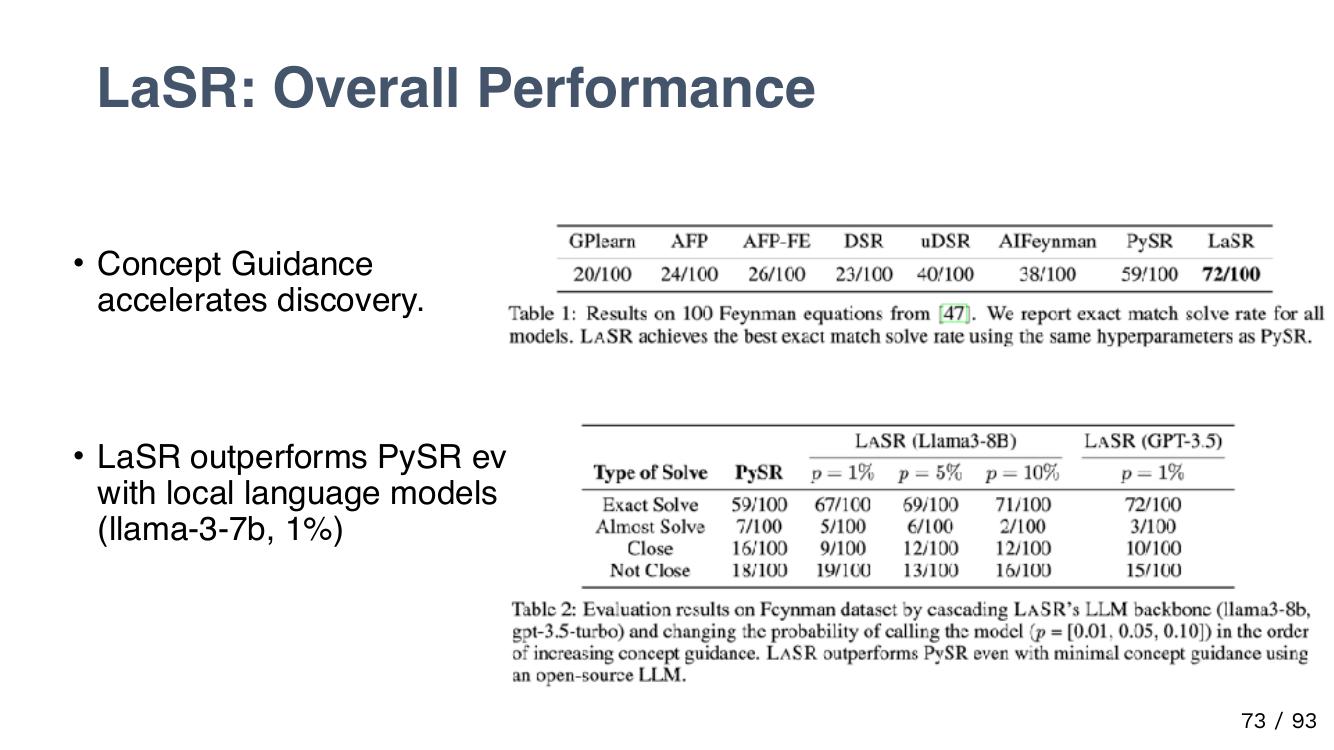 LaSR: Overall Performance
• Concept Guidance
accelerates discovery.
• LaSR outperforms PySR ev
with local language models
(llama-3-7b, 1%)
GPlearn AFP AFP-FE DSR uDSR AIFeynman PySR LaSR
20/100 24/100 26/100 23/100 40/100 38/100 59/100 72/100
Table 1: Results on 100 Feynman equations from [47]. We report exact match solve rate for all
models. LASR achieves the best exact match solve rate using the same hyperparameters as PySR.
LASR (Llama3-8B) LASR (GPT-3.5)
Type of Solve PySR p = 1% p = 5% p = 10% p = 1%
Exact Solve 59/100 67/100 69/100 71/100 72/100
Almost Solve 7/100 5/100 6/100 2/100 3/100
Close 16/100 9/100 12/100 12/100 10/100
Not Close 18/100 19/100 13/100 16/100 15/100
Table 2: Evaluation results on Feynman dataset by cascading LASR's LLM backbone (llama3-8b,
gpt-3.5-turbo) and changing the probability of calling the model (p = [0.01, 0.05, 0.10]) in the order
of increasing concept guidance. LASR outperforms PySR even with minimal concept guidance using
an open-source LLM.
73 / 93